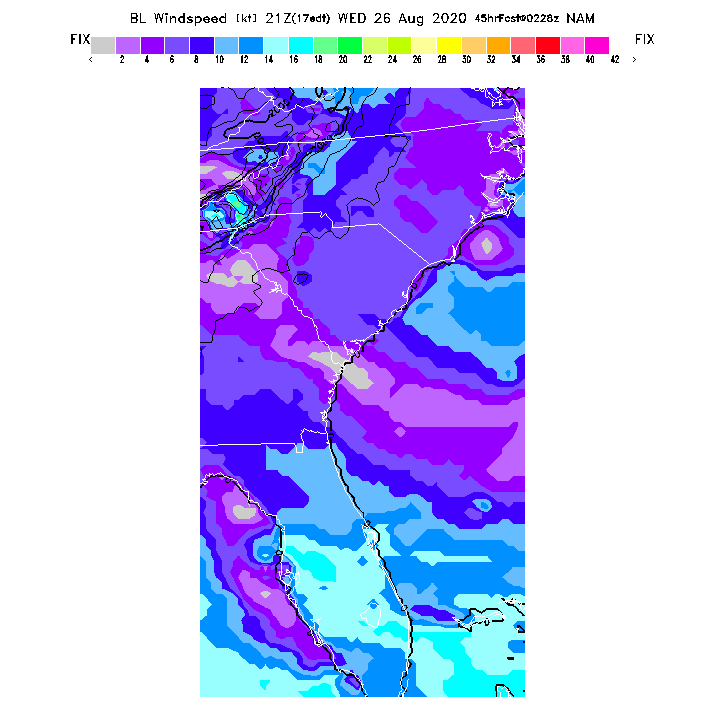 BL Windspeed [kt] 21Z(17edt) WED 26 Aug 2020 45hrFcst@0228z NAM
FIX FIX
< 2 4 6 8 10 12 14 16 18 20 22 24 26 28 30 32 34 36 38 40 42 >